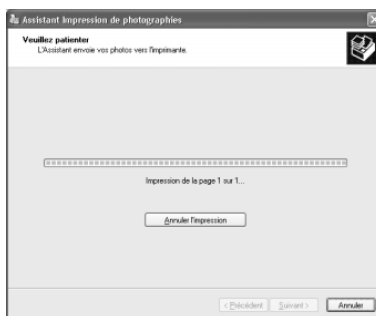 Assistant Impression de photographies
Veuillez patienter
L'Assistant envoie vos photos vers l'imprimante.
Impression de la page 1 sur 1...
Annuler l'impression
< Précédent Suivant > Annuler